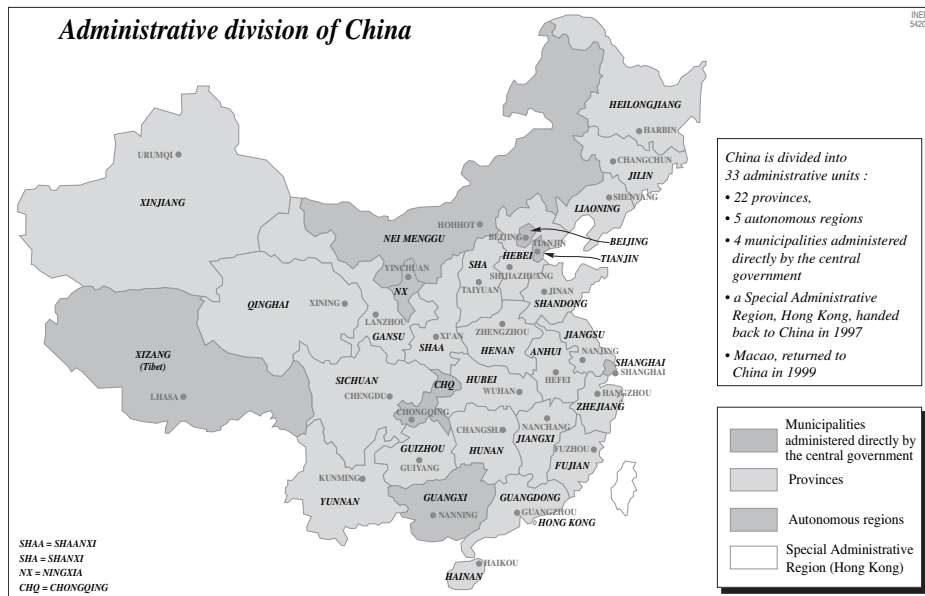 Administrative division of China
INED
5420
HEILONGJIANG
HARBIN
URUMQI
CHANGCHUN
JILIN
XINJIANG
SHENYANG
LIAONING
HOHHOT
NEI MENGGU
BEIJING
BEIJING
TIANJIN
HEBEI
TIANJIN
SHA
YINCHUAN
SHIJIAZHUANG
TAIYUAN
NX
JINAN
QINGHAI
XINING
SHANDONG
LANZHOU
ZHENGZHOU
GANSU
XI'AN
JIANGSU
SHAA
HENAN
ANHUI
XIZANG
(Tibet)
NANJING
SHANGHAI
SHANGHAI
SICHUAN
CHQ
HUBEI
HEFEI
LHASA
CHENGDU
WUHAN
HANGZHOU
ZHEJIANG
CHONGQING
NANCHANG
CHANGSHA
JIANGXI
GUIZHOU
HUNAN
FUZHOU
GUIYANG
FUJIAN
KUNMING
YUNNAN
GUANGXI
GUANGDONG
NANNING
GUANGZHOU
HONG KONG
HAIKOU
HAINAN
SHAA = SHAANXI
SHA = SHANXI
NX = NINGXIA
CHQ = CHONGQING
China is divided into
33 administrative units :
• 22 provinces,
• 5 autonomous regions
• 4 municipalities administered
directly by the central
government
• a Special Administrative
Region, Hong Kong, handed
back to China in 1997
• Macao, returned to
China in 1999
Municipalities
administered directly by
the central government
Provinces
Autonomous regions
Special Administrative
Region (Hong Kong)